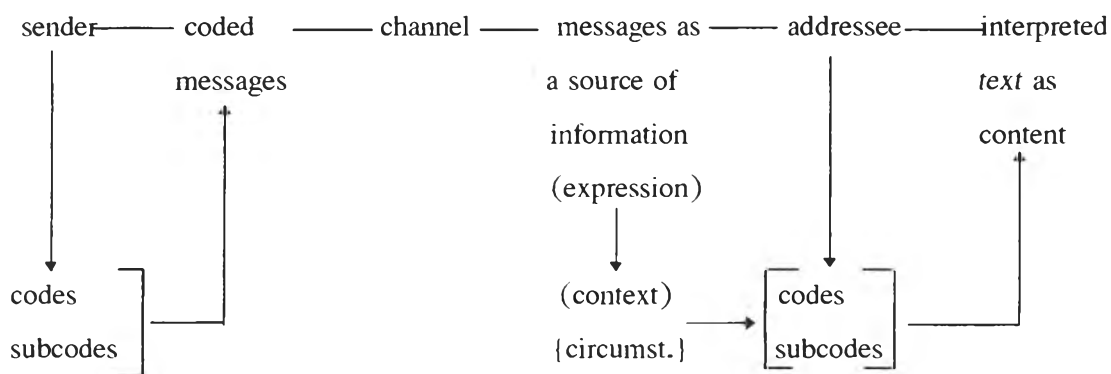 sender coded channel messages as addressee interpreted
messages a source of text as
information content
(expression)
codes (context) codes
subcodes {circumst.} subcodes